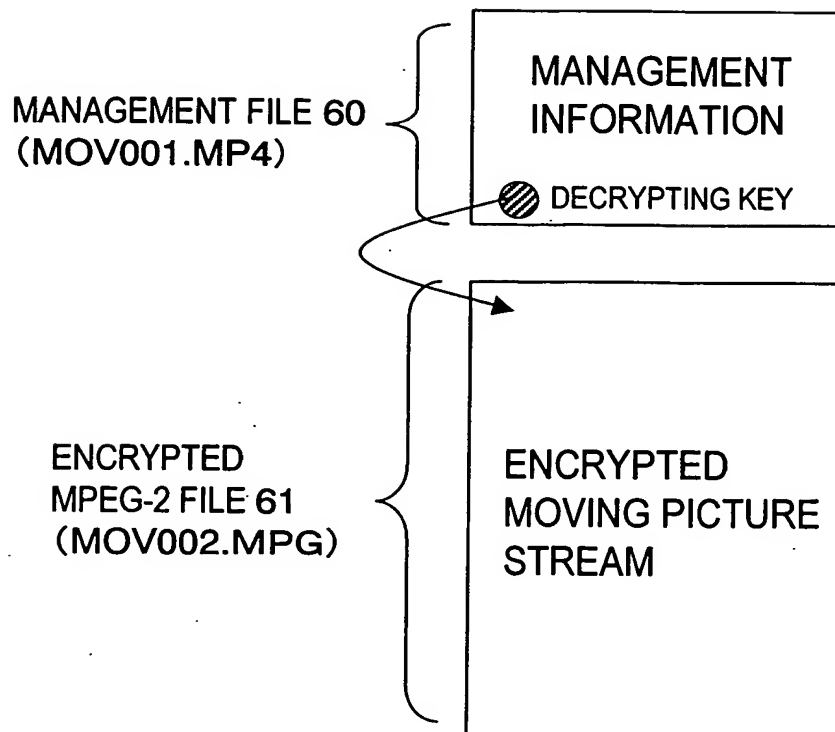 MANAGEMENT
INFORMATION
MANAGEMENT FILE 60
(MOV001.MP4)
DECRYPTING KEY
ENCRYPTED
MPEG-2 FILE 61
(MOV002.MPG)
ENCRYPTED
MOVING PICTURE
STREAM